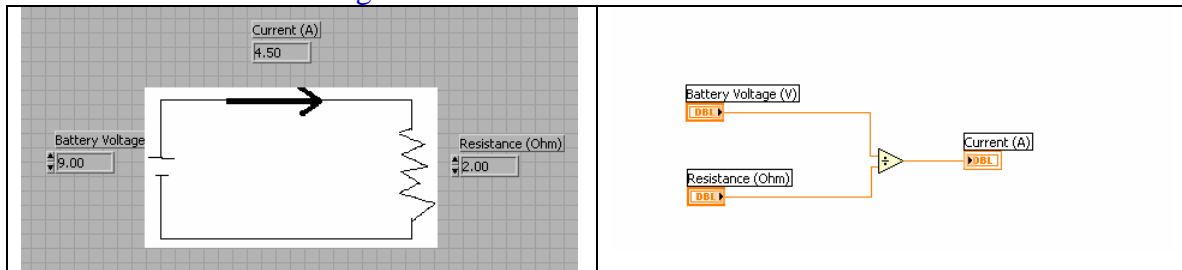 Current (A)
4.50
Battery Voltage
9.00
Resistance (Ohm)
2.00
Battery Voltage (V)
DBL
Resistance (Ohm)
DBL
÷
Current (A)
DBL